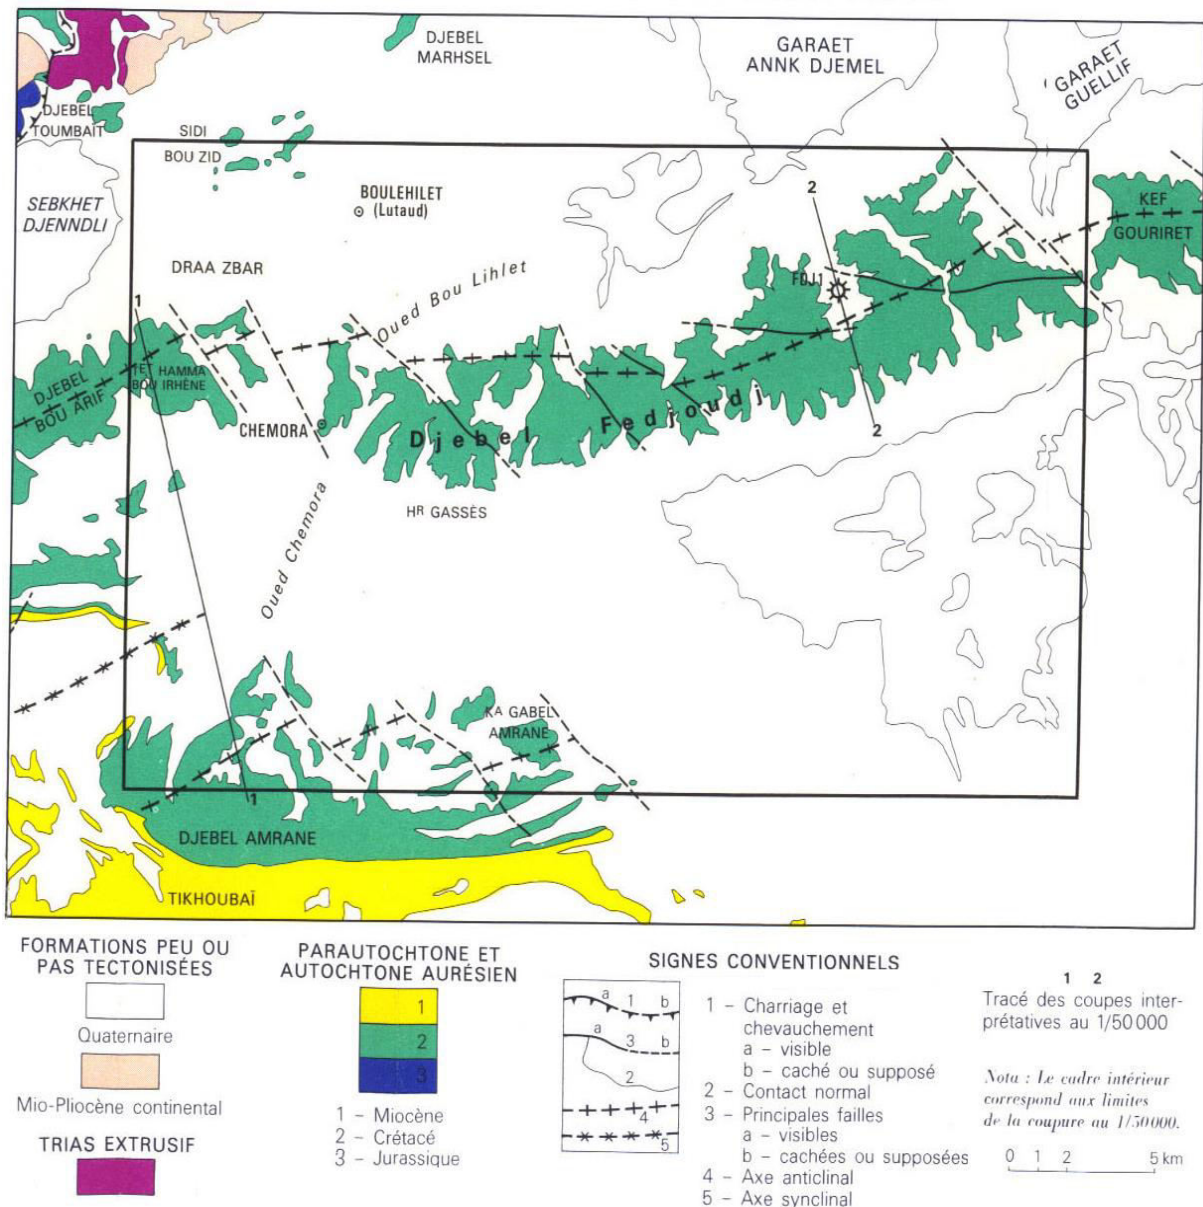 DJEBEL
MARHSEL
GARAET
ANNK DJEMEL
GARAET
GUELLIF
DJEBEL
TOUMBAÏT
SIDI
BOU ZID
SEBKHET
DJENNDLI
BOULEHILET
(Lutaud)
2
KEF
GOURIRET
DRAA ZBAR
Oued Bou Lihlet
FDJ1
1
DJEBEL
BOU ARIF
HAMMA
BOU IRHÈNE
CHEMORA
Djebel Fedjoudj
2
HR GASSÈS
Oued Chemora
KA GABEL
AMRANE
1
DJEBEL AMRANE
TIKHOUBAÏ
FORMATIONS PEU OU
PAS TECTONISÉES
Quaternaire
Mio-Pliocène continental
TRIAS EXTRUSIF
PARAUTOCHTONE ET
AUTOCHTONE AURÉSIEN
1
2
3
1 – Miocène
2 – Crétacé
3 – Jurassique
SIGNES CONVENTIONNELS
a 1 b
a 3 b
2
4
5
1 – Charriage et
chevauchement
a – visible
b – caché ou supposé
2 – Contact normal
3 – Principales failles
a – visibles
b – cachées ou supposées
4 – Axe anticlinal
5 – Axe synclinal
1 2
Tracé des coupes inter-
prétatives au 1/50 000
Nota : Le cadre intérieur
correspond aux limites
de la coupure au 1/50000.
0 1 2 5 km